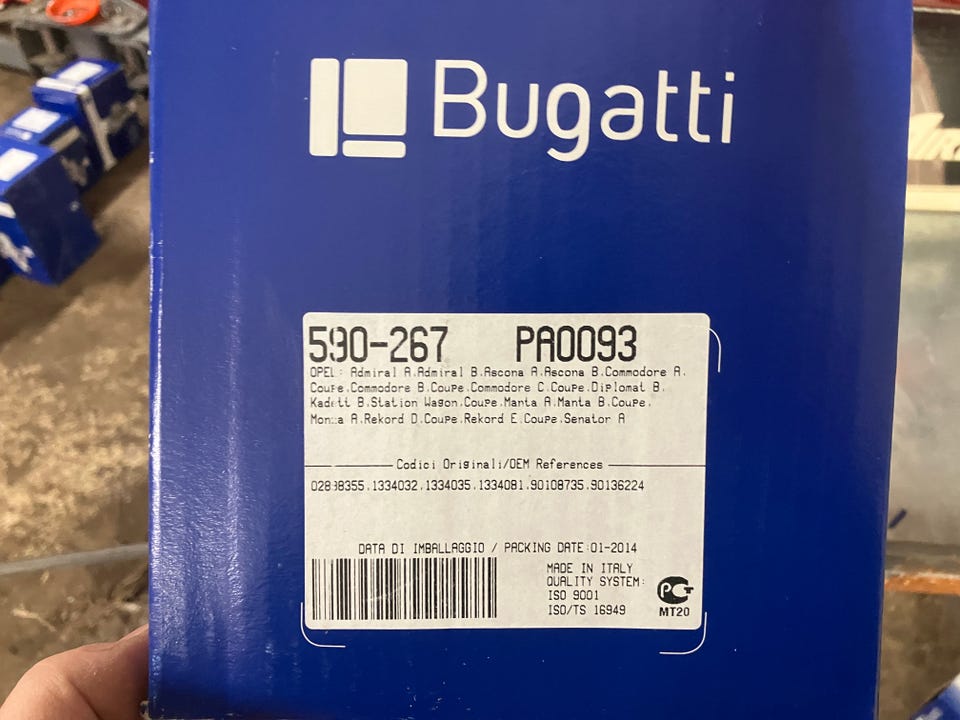 Bugatti
590-267 PA0093
OPEL: Admiral A.Admiral B.Ascona A.Ascona B.Commodore A.
Coupe.Commodore B.Coupe.Commodore C.Coupe.Diplomat B.
Kadett B.Station Wagon.Coupe.Manta A.Manta B.Coupe.
Monza A.Rekord D.Coupe.Rekord E.Coupe.Senator A
Codici Originali/OEM References
1334032.1334035.1334081.90108735.90136224
DATA DI IMBALLAGGIO / PACKING DATE:01-2014
MADE IN ITALY
QUALITY SYSTEM:
ISO 9001
ISO/TS 16949
PCT
MT20